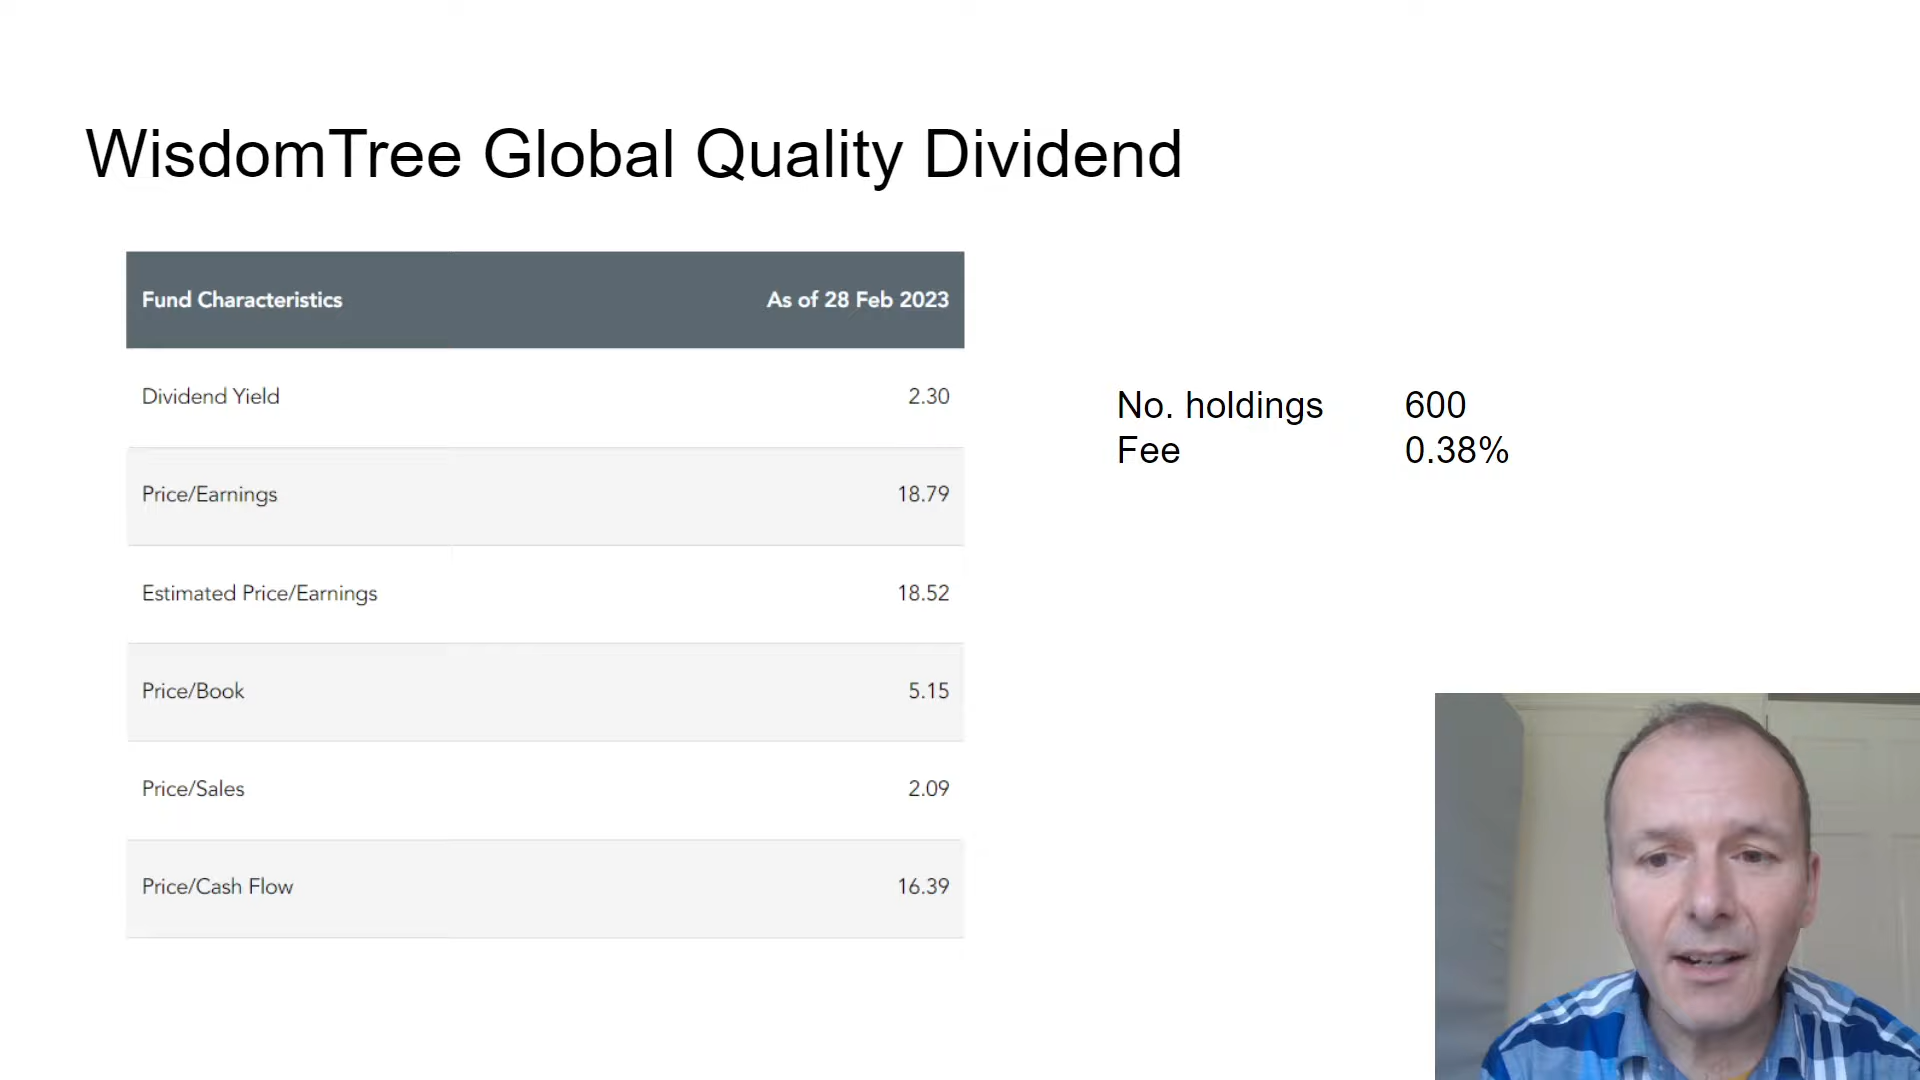 WisdomTree Global Quality Dividend
Fund Characteristics As of 28 Feb 2023
Dividend Yield 2.30
Price/Earnings 18.79
Estimated Price/Earnings 18.52
Price/Book 5.15
Price/Sales 2.09
Price/Cash Flow 16.39
No. holdings 600
Fee 0.38%